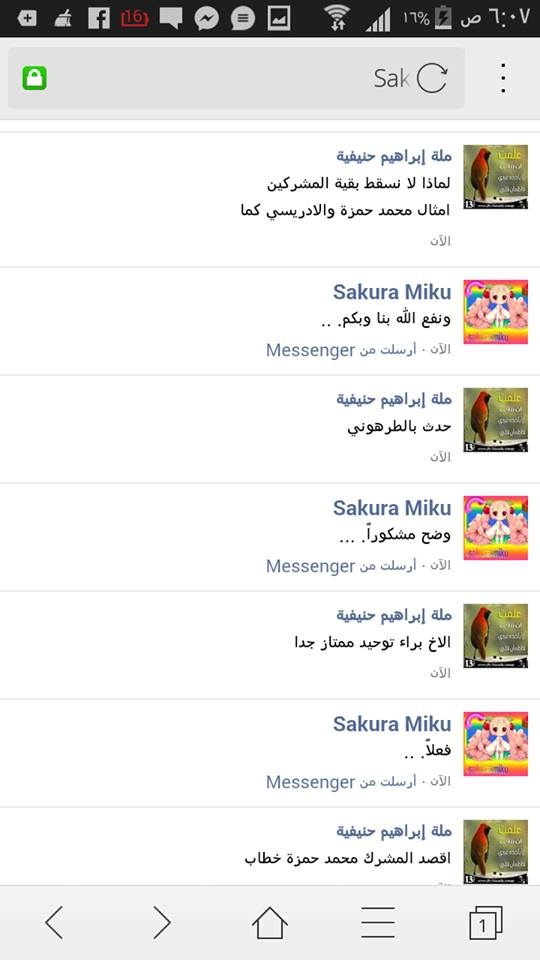 16
١٦%
٦:٠٧ ص
Sak
ملة إبراهيم حنيفية
لماذا لا نسقط بقية المشركين
امثال محمد حمزة والادريسي كما
الآن
Sakura Miku
ونفع الله بنا وبكم. ..
الآن · أرسلت من Messenger
ملة إبراهيم حنيفية
حدث بالطرهوني
الآن
Sakura Miku
وضح مشكوراً. ...
الآن · أرسلت من Messenger
ملة إبراهيم حنيفية
الاخ براء توحيد ممتاز جدا
الآن
Sakura Miku
فعلاً. ..
الآن · أرسلت من Messenger
ملة إبراهيم حنيفية
اقصد المشرك محمد حمزة خطاب
1